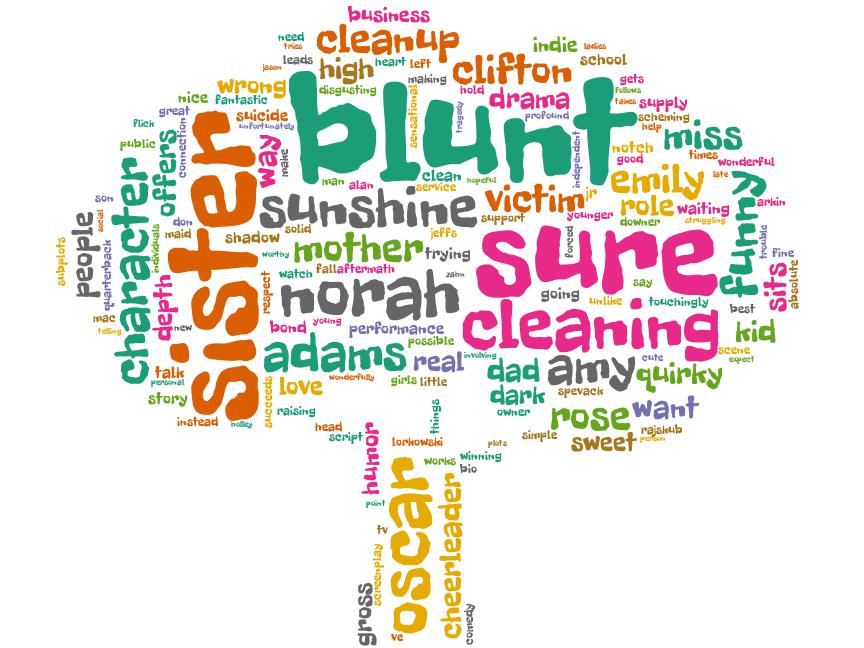 business
need
cleanup
indie
ladies
tries
leads
high
heart
left
clifton
school
jason
making
wrong
disgusting
hold
drama
gets
follows
nice
fantastic
blunt
takes
supply
great
suicide
sensational
tragedy
profound
scheming
help
unfortunately
flick
connection
independent
miss
public
offers
way
make
notch
good
times
wonderful
clean
hopeful
late
man
alan
service
emily
jr
son
sister
sunshine
victim
role
waiting
arkin
character
social
don
support
younger
downer
struggling
funny
people
maid
solid
jeffs
sure
trouble
individuals
shadow
mother
trying
forced
fine
subplots
quarterback
worthy
fall
aftermath
zahn
say
sits
absolute
depth
respect
watch
norah
going
unlike
touchingly
best
mac
telling
new
bond
young
performance
cleaning
kid
possible
scene
expect
adams
real
involving
dad
amy
cute
quirky
talk
personal
wonderfully
girls
little
dark
spevack
story
succeeds
love
owner
rose
want
raising
things
instead
holley
head
script
humor
lorkowski
plots
simple
sweet
rajskub
person
works
winning
bio
point
oscar
cheerleader
tv
screenplay
gross
ve
comedy